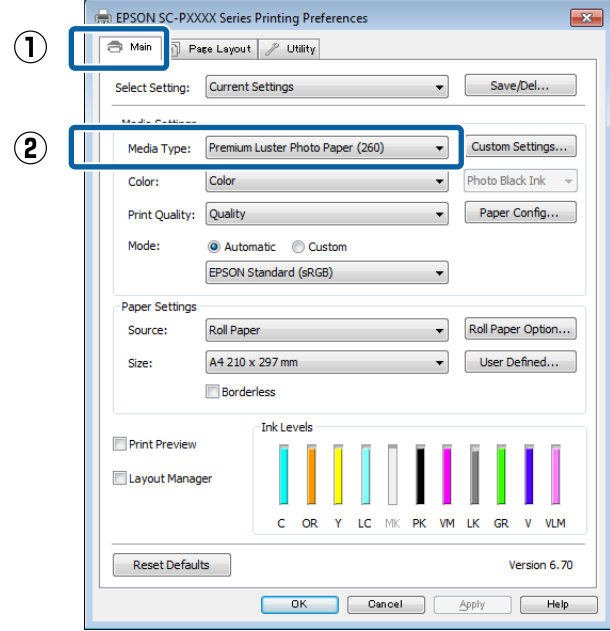 EPSON SC-PXXXX Series Printing Preferences
① Main Page Layout Utility
Select Setting: Current Settings Save/Del...
Media Settings
② Media Type: Premium Luster Photo Paper (260) Custom Settings...
Color: Color Photo Black Ink
Print Quality: Quality Paper Config...
Mode: Automatic Custom
EPSON Standard (sRGB)
Paper Settings
Source: Roll Paper Roll Paper Option...
Size: A4 210 x 297 mm User Defined...
Borderless
Ink Levels
Print Preview
Layout Manager
C OR Y LC MK PK VM LK GR V VLM
Reset Defaults Version 6.70
OK Cancel Apply Help